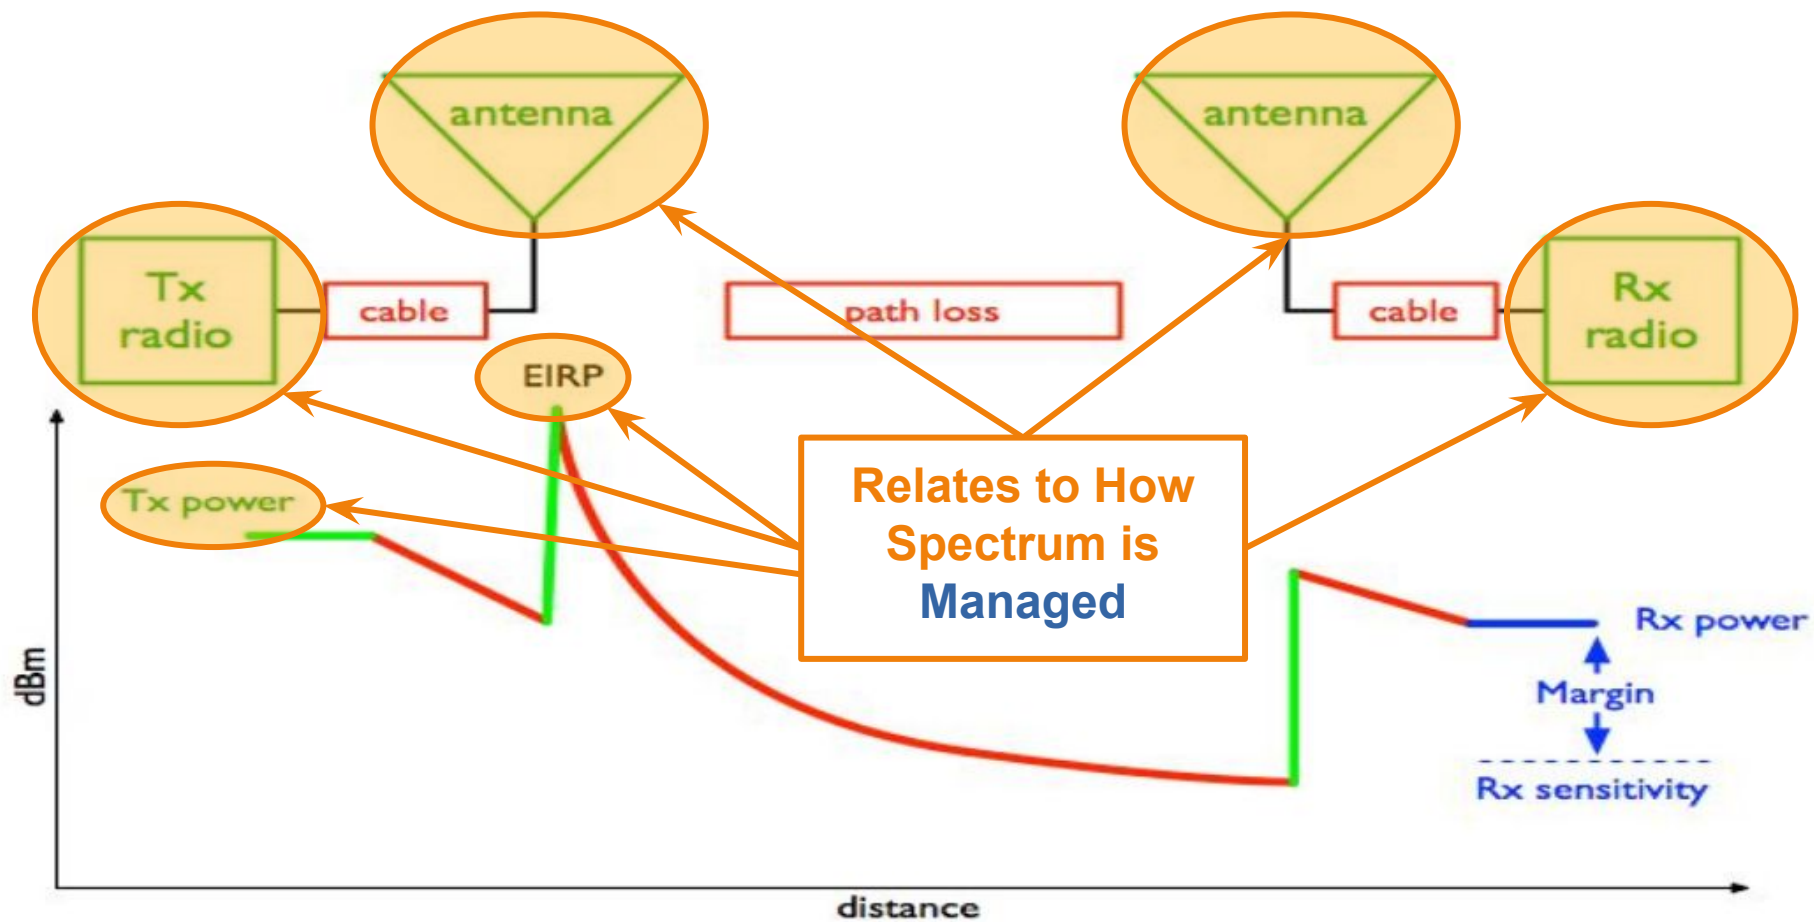 antenna
antenna
Tx
radio
cable
path loss
cable
Rx
radio
EIRP
Tx power
Relates to How
Spectrum is
Managed
Rx power
Margin
Rx sensitivity
dBm
distance